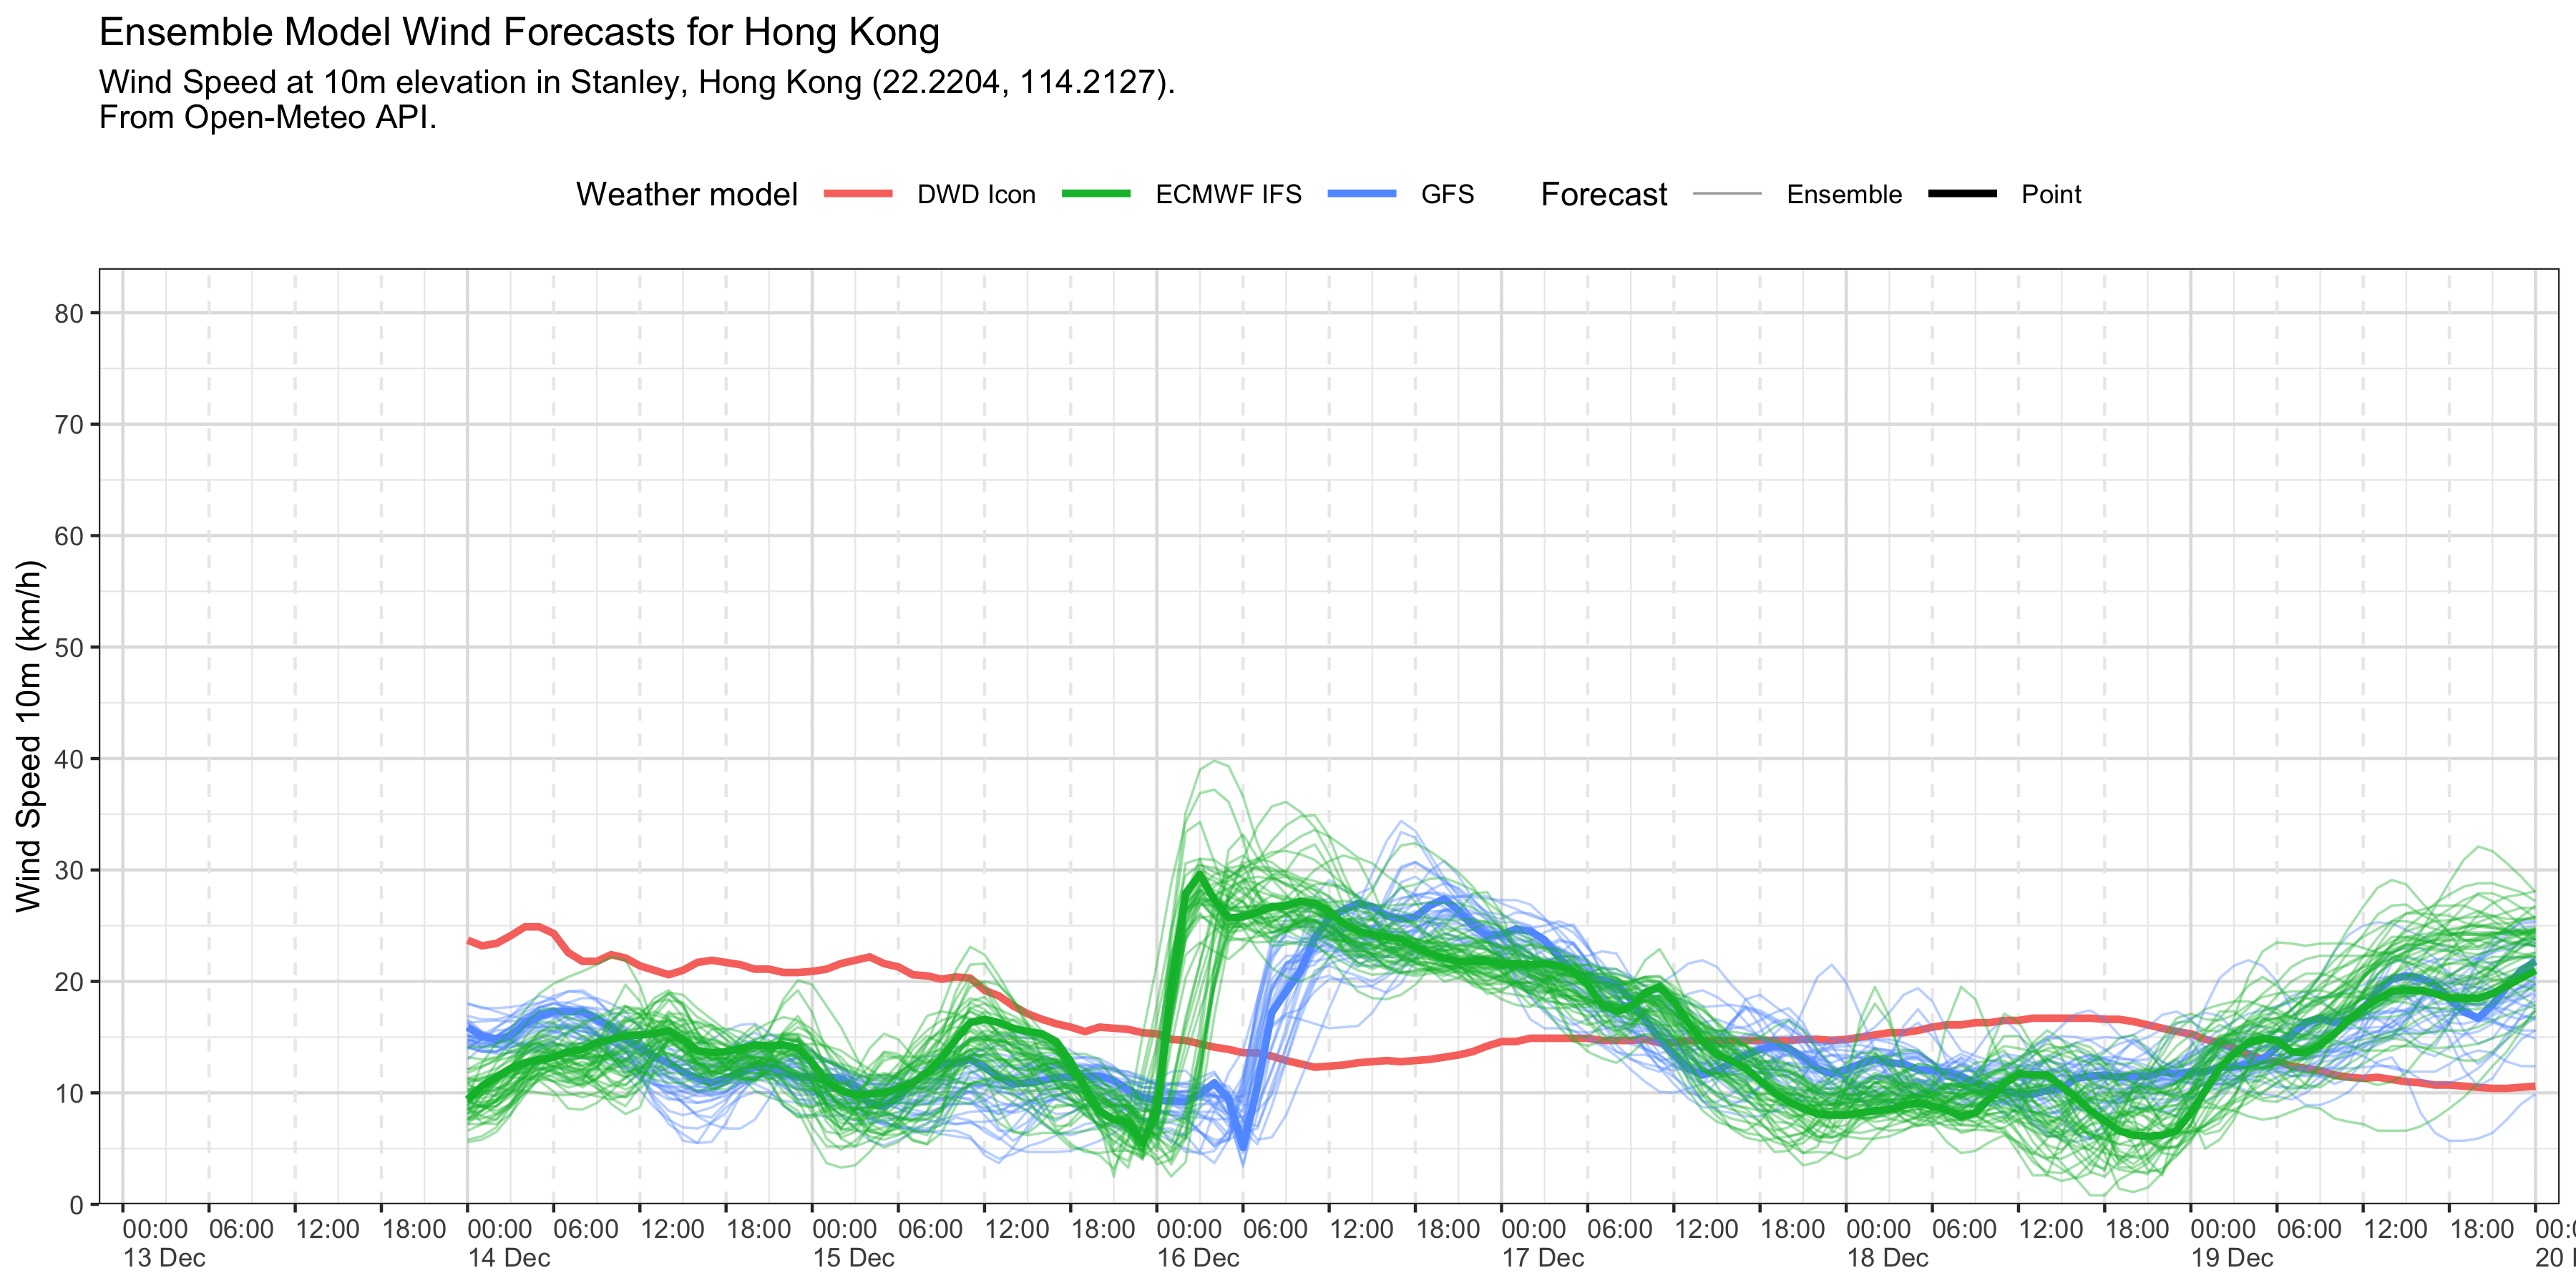 Ensemble Model Wind Forecasts for Hong Kong
Wind Speed at 10m elevation in Stanley, Hong Kong (22.2204, 114.2127).
From Open-Meteo API.
Weather model DWD Icon ECMWF IFS GFS Forecast Ensemble Point
Wind Speed 10m (km/h)
80
70
60
50
40
30
20
10
0
00:00 06:00 12:00 18:00 00:00 06:00 12:00 18:00 00:00 06:00 12:00 18:00 00:00 06:00 12:00 18:00 00:00 06:00 12:00 18:00 00:00 06:00 12:00 18:00 00:00 06:00 12:00 18:00
13 Dec 14 Dec 15 Dec 16 Dec 17 Dec 18 Dec 19 Dec 20